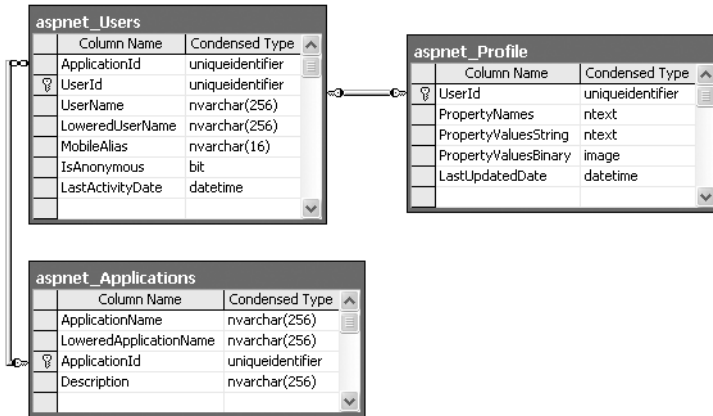 aspnet_Users
Column Name Condensed Type
ApplicationId uniqueidentifier
UserId uniqueidentifier
UserName nvarchar(256)
LoweredUserName nvarchar(256)
MobileAlias nvarchar(16)
IsAnonymous bit
LastActivityDate datetime
aspnet_Profile
Column Name Condensed Type
UserId uniqueidentifier
PropertyNames ntext
PropertyValuesString ntext
PropertyValuesBinary image
LastUpdatedDate datetime
aspnet_Applications
Column Name Condensed Type
ApplicationName nvarchar(256)
LoweredApplicationName nvarchar(256)
ApplicationId uniqueidentifier
Description nvarchar(256)